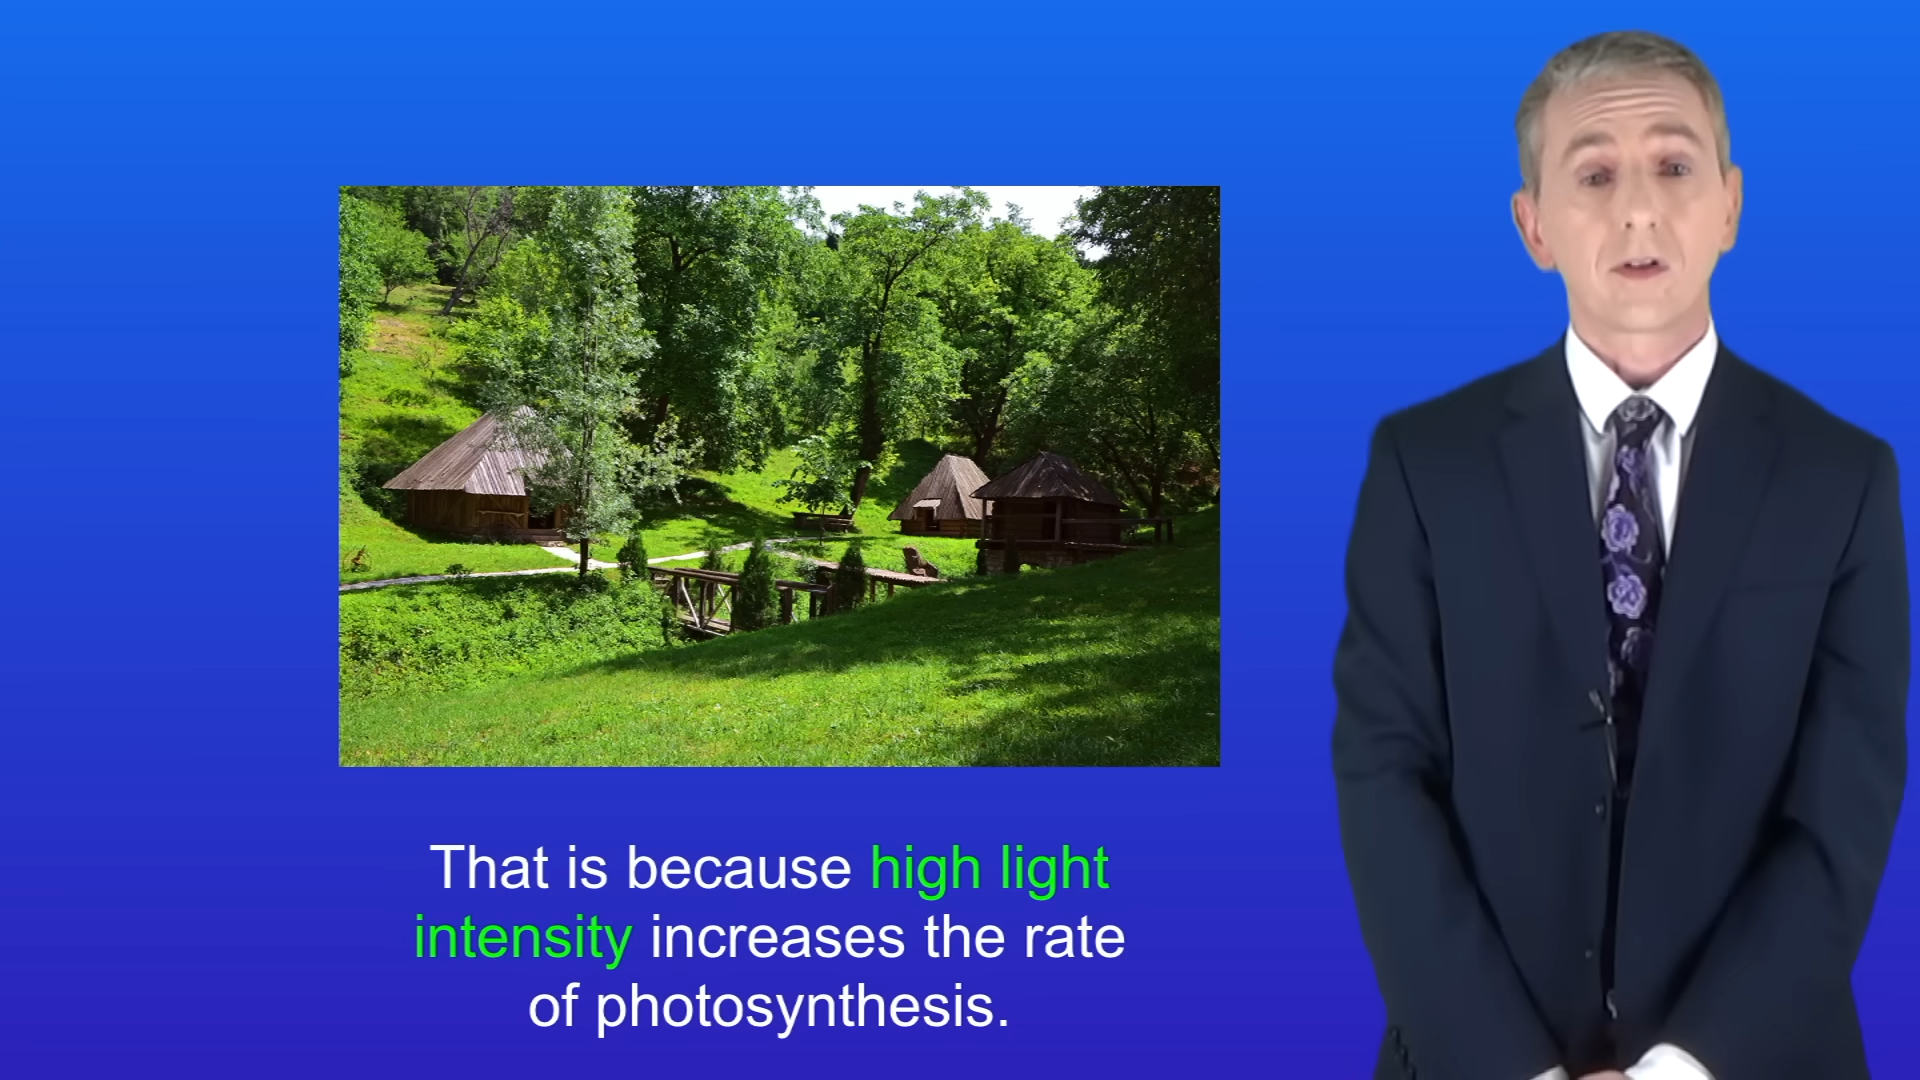 That is because high light
intensity increases the rate
of photosynthesis.